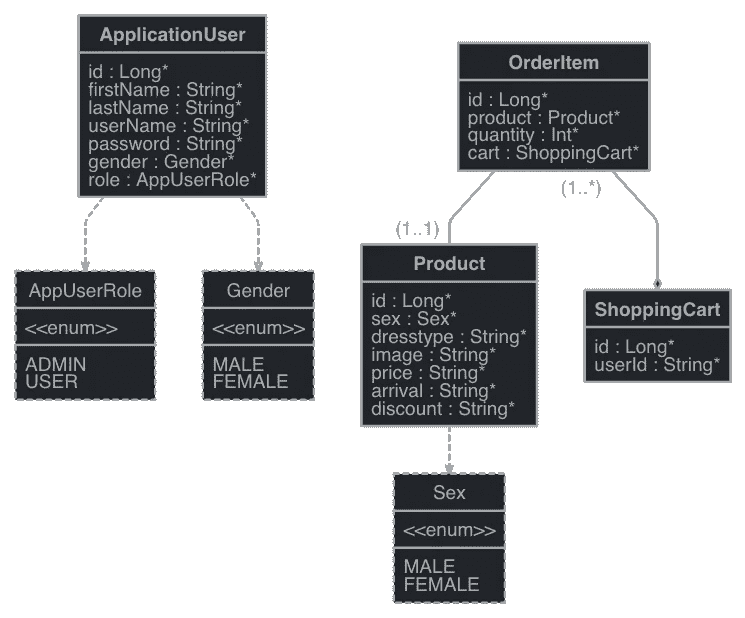 ApplicationUser
id : Long*
firstName : String*
lastName : String*
userName : String*
password : String*
gender : Gender*
role : AppUserRole*
OrderItem
id : Long*
product : Product*
quantity : Int*
cart : ShoppingCart*
(1..*)
(1..1)
AppUserRole
<<enum>>
ADMIN
USER
Gender
<<enum>>
MALE
FEMALE
Product
id : Long*
sex : Sex*
dresstype : String*
image : String*
price : String*
arrival : String*
discount : String*
ShoppingCart
id : Long*
userId : String*
Sex
<<enum>>
MALE
FEMALE